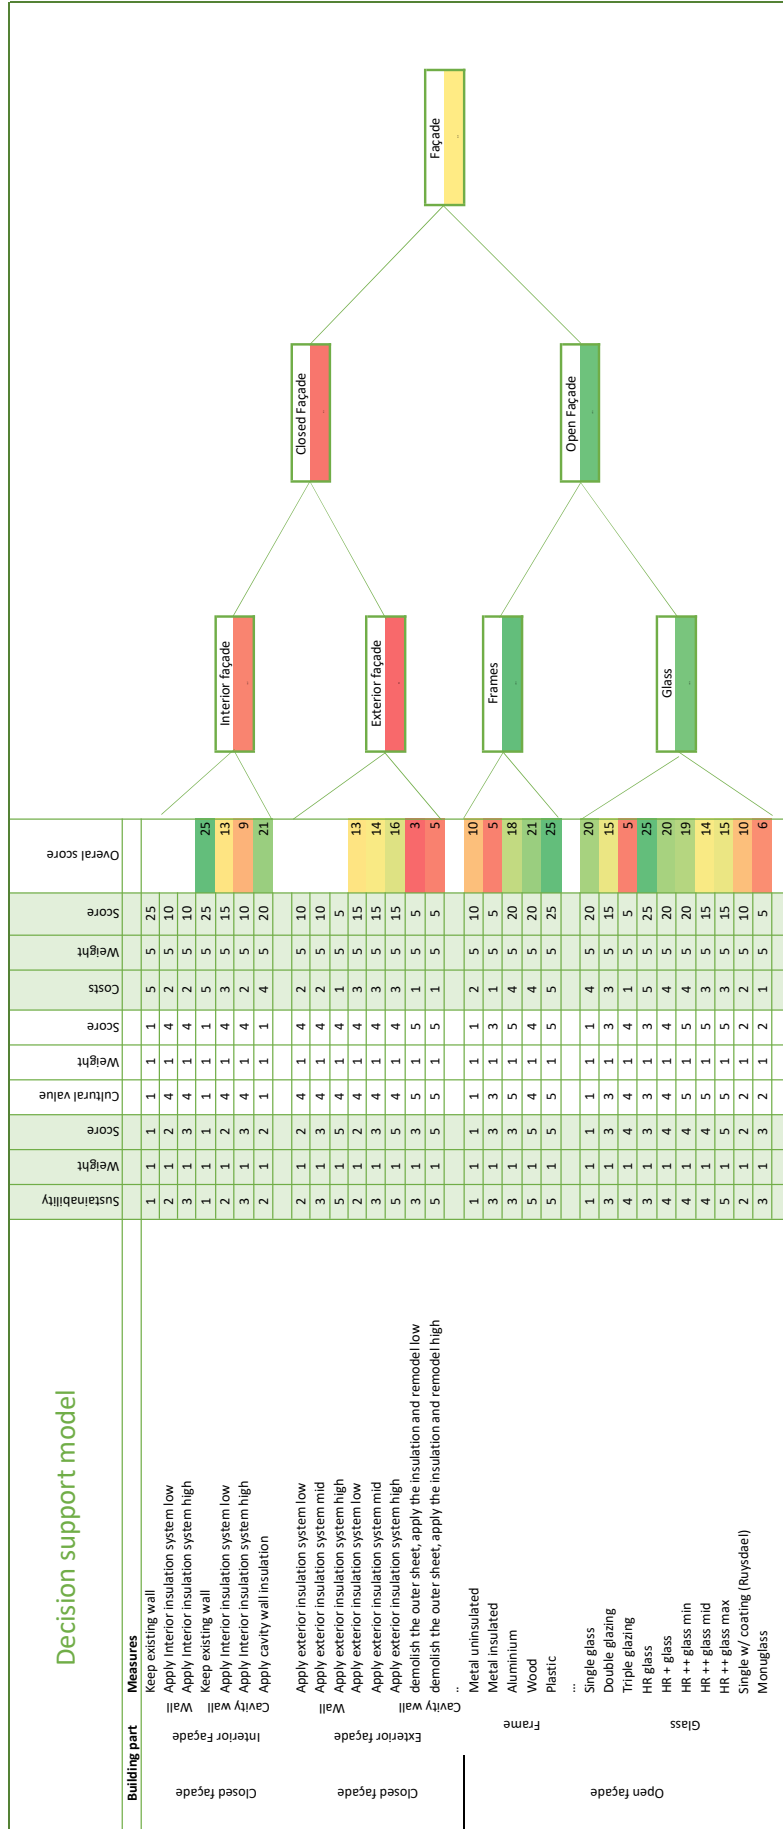 Decision support model
Building part Measures Sustainability Weight Score Cultural value Weight Score Costs Weight Score Overal score
Closed façade
Interior Façade
Wall
Keep existing wall 1 1 1 1 1 1 5 5 25
Apply Interior insulation system low 2 1 2 4 1 4 2 5 10
Apply Interior insulation system high 3 1 3 4 1 4 2 5 10
Cavity wall
Keep existing wall 1 1 1 1 1 1 5 5 25 25
Apply Interior insulation system low 2 1 2 4 1 4 3 5 15 13
Apply Interior insulation system high 3 1 3 4 1 4 2 5 10 9
Apply cavity wall insulation 2 1 2 1 1 1 4 5 20 21
Closed façade
Exterior Façade
Wall
Apply exterior insulation system low 2 1 2 4 1 4 2 5 10
Apply exterior insulation system mid 3 1 3 4 1 4 2 5 10
Apply exterior insulation system high 5 1 5 4 1 4 1 5 5
Cavity wall
Apply exterior insulation system low 2 1 2 4 1 4 3 5 15 13
Apply exterior insulation system mid 3 1 3 4 1 4 3 5 15 14
Apply exterior insulation system high 5 1 5 4 1 4 3 5 15 16
demolish the outer sheet, apply the insulation and remodel low 3 1 3 5 1 5 1 5 5 3
demolish the outer sheet, apply the insulation and remodel high 5 1 5 5 1 5 1 5 5 5
..
Open façade
Frame
Metal uninsulated 1 1 1 1 1 1 2 5 10 10
Metal insulated 3 1 3 3 1 3 1 5 5 5
Aluminium 3 1 3 5 1 5 4 5 20 18
Wood 5 1 5 4 1 4 4 5 20 21
Plastic 5 1 5 5 1 5 5 5 25 25
...
Glass
Single glass 1 1 1 1 1 1 4 5 20 20
Double glazing 3 1 3 3 1 3 3 5 15 15
Triple glazing 4 1 4 4 1 4 1 5 5 5
HR glass 3 1 3 3 1 3 5 5 25 25
HR + glass 4 1 4 4 1 4 4 5 20 20
HR ++ glass min 4 1 4 5 1 5 4 5 20 19
HR ++ glass mid 4 1 4 5 1 5 3 5 15 14
HR ++ glass max 5 1 5 5 1 5 3 5 15 15
Single w/ coating (Ruysdael) 2 1 2 2 1 2 2 5 10 10
Monuglass 3 1 3 2 1 2 1 5 5 6
Interior façade
Exterior façade
Frames
Glass
Closed Façade
Open Façade
Façade